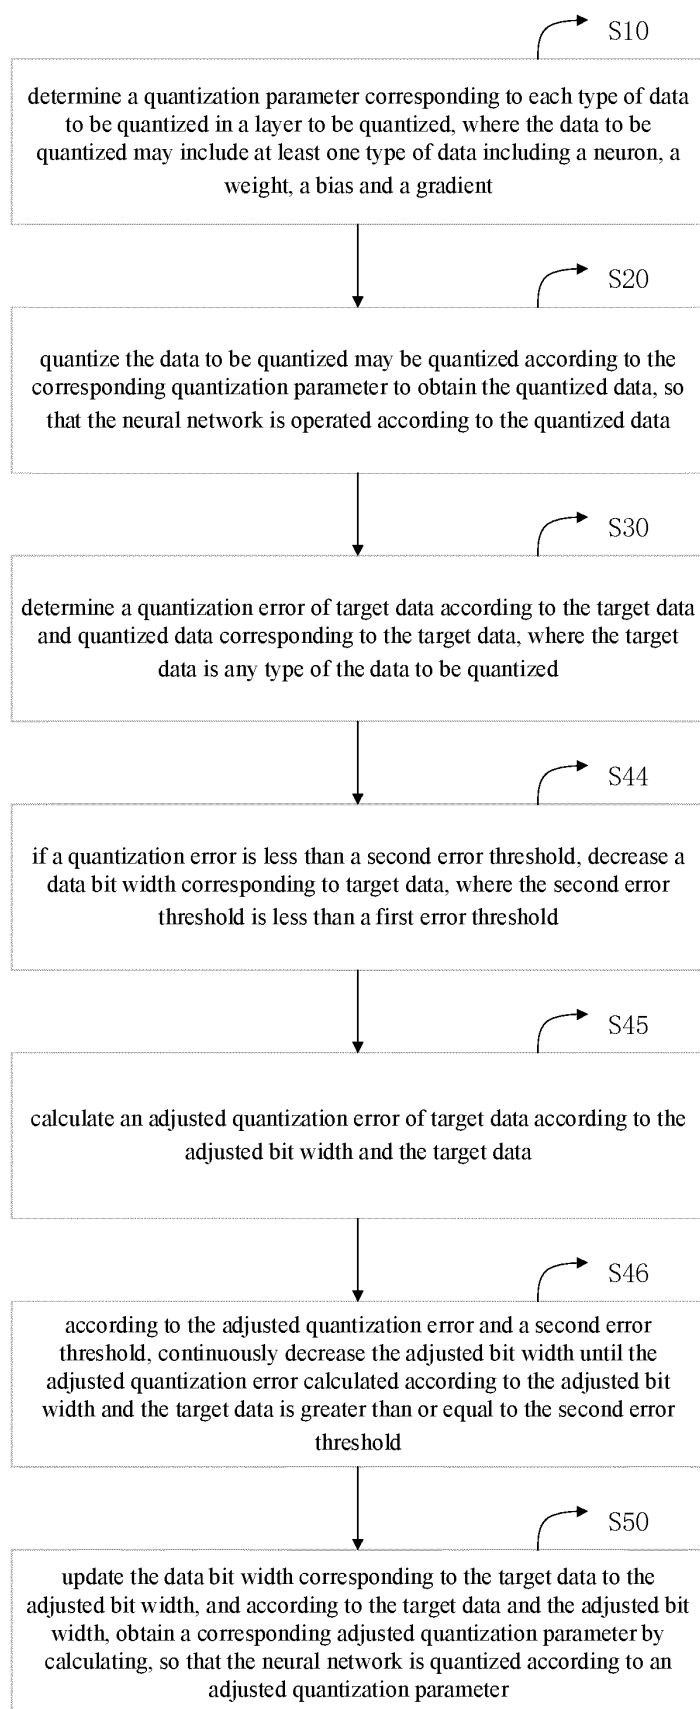 S10
determine a quantization parameter corresponding to each type of data
to be quantized in a layer to be quantized, where the data to be
quantized may include at least one type of data including a neuron, a
weight, a bias and a gradient
S20
quantize the data to be quantized may be quantized according to the
corresponding quantization parameter to obtain the quantized data, so
that the neural network is operated according to the quantized data
S30
determine a quantization error of target data according to the target data
and quantized data corresponding to the target data, where the target
data is any type of the data to be quantized
S44
if a quantization error is less than a second error threshold, decrease a
data bit width corresponding to target data, where the second error
threshold is less than a first error threshold
S45
calculate an adjusted quantization error of target data according to the
adjusted bit width and the target data
S46
according to the adjusted quantization error and a second error
threshold, continuously decrease the adjusted bit width until the
adjusted quantization error calculated according to the adjusted bit
width and the target data is greater than or equal to the second error
threshold
S50
update the data bit width corresponding to the target data to the
adjusted bit width, and according to the target data and the adjusted bit
width, obtain a corresponding adjusted quantization parameter by
calculating, so that the neural network is quantized according to an
adjusted quantization parameter